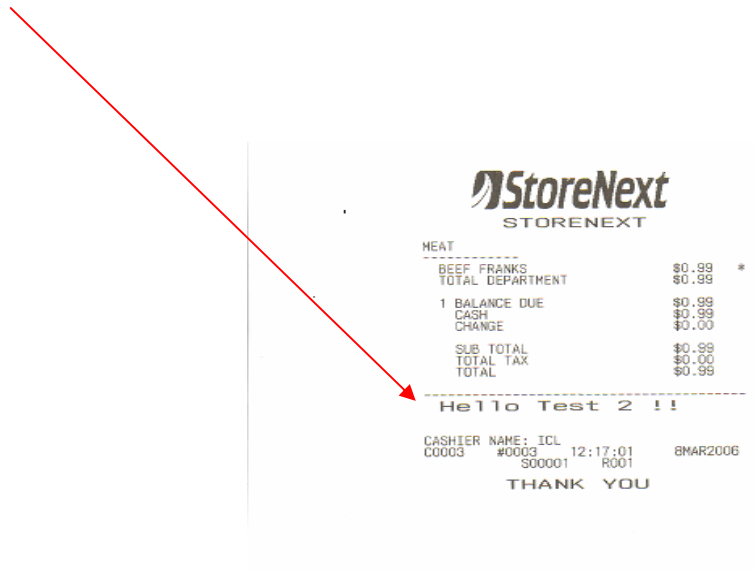 StoreNext
STORENEXT
MEAT
BEEF FRANKS $0.99 *
TOTAL DEPARTMENT $0.99
1 BALANCE DUE $0.99
CASH $0.99
CHANGE $0.00
SUB TOTAL $0.99
TOTAL TAX $0.00
TOTAL $0.99
Hello Test 2 !!
CASHIER NAME: ICL
C0003 #0003 12:17:01 8MAR2006
S00001 R001
THANK YOU